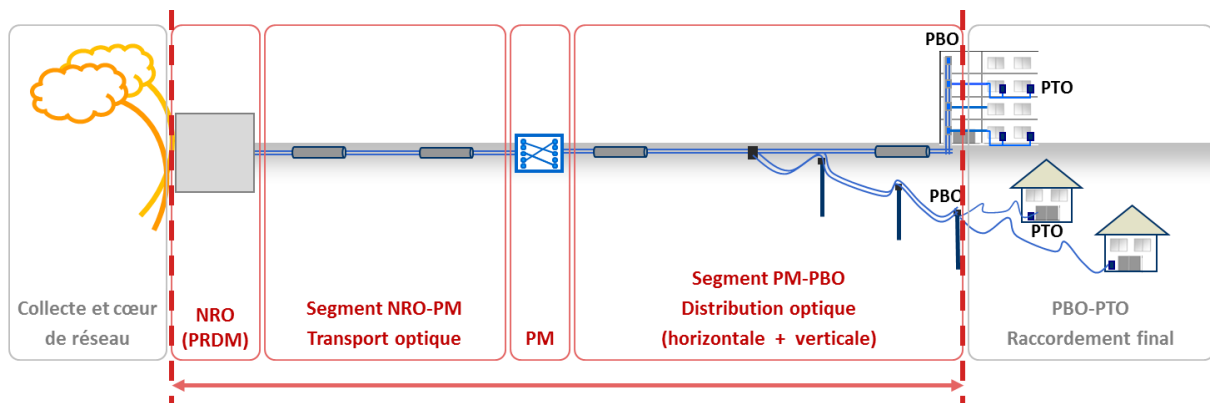 PBO
PTO
PBO
PTO
Collecte et cœur
de réseau
NRO
(PRDM)
Segment NRO-PM
Transport optique
PM
Segment PM-PBO
Distribution optique
(horizontale + verticale)
PBO-PTO
Raccordement final